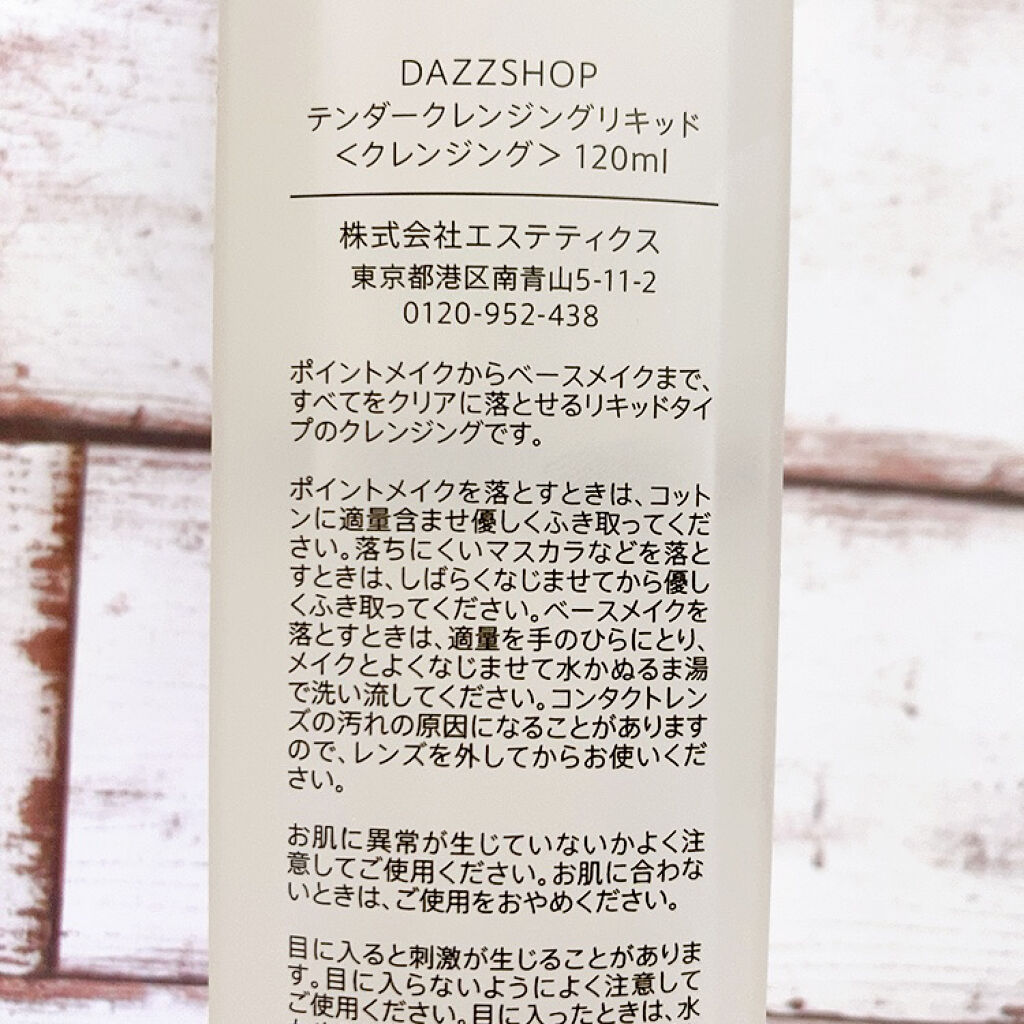 DAZZSHOP
テンダークレンジングリキッド
＜クレンジング＞ 120ml
株式会社エステティクス
東京都港区南青山5-11-2
0120-952-438
ポイントメイクからベースメイクまで、
すべてをクリアに落とせるリキッドタイ
プのクレンジングです。
ポイントメイクを落とすときは、コット
ンに適量含ませ優しくふき取ってくだ
さい。落ちにくいマスカラなどを落と
すときは、しばらくなじませてから優し
くふき取ってください。ベースメイクを
落とすときは、適量を手のひらにとり、
メイクとよくなじませて水かぬるま湯
で洗い流してください。コンタクトレン
ズの汚れの原因になることがあります
ので、レンズを外してからお使いくだ
さい。
お肌に異常が生じていないかよく注
意してご使用ください。お肌に合わな
いときは、ご使用をおやめください。
目に入ると刺激が生じることがありま
す。目に入らないようによく注意して
ご使用ください。目に入ったときは、水